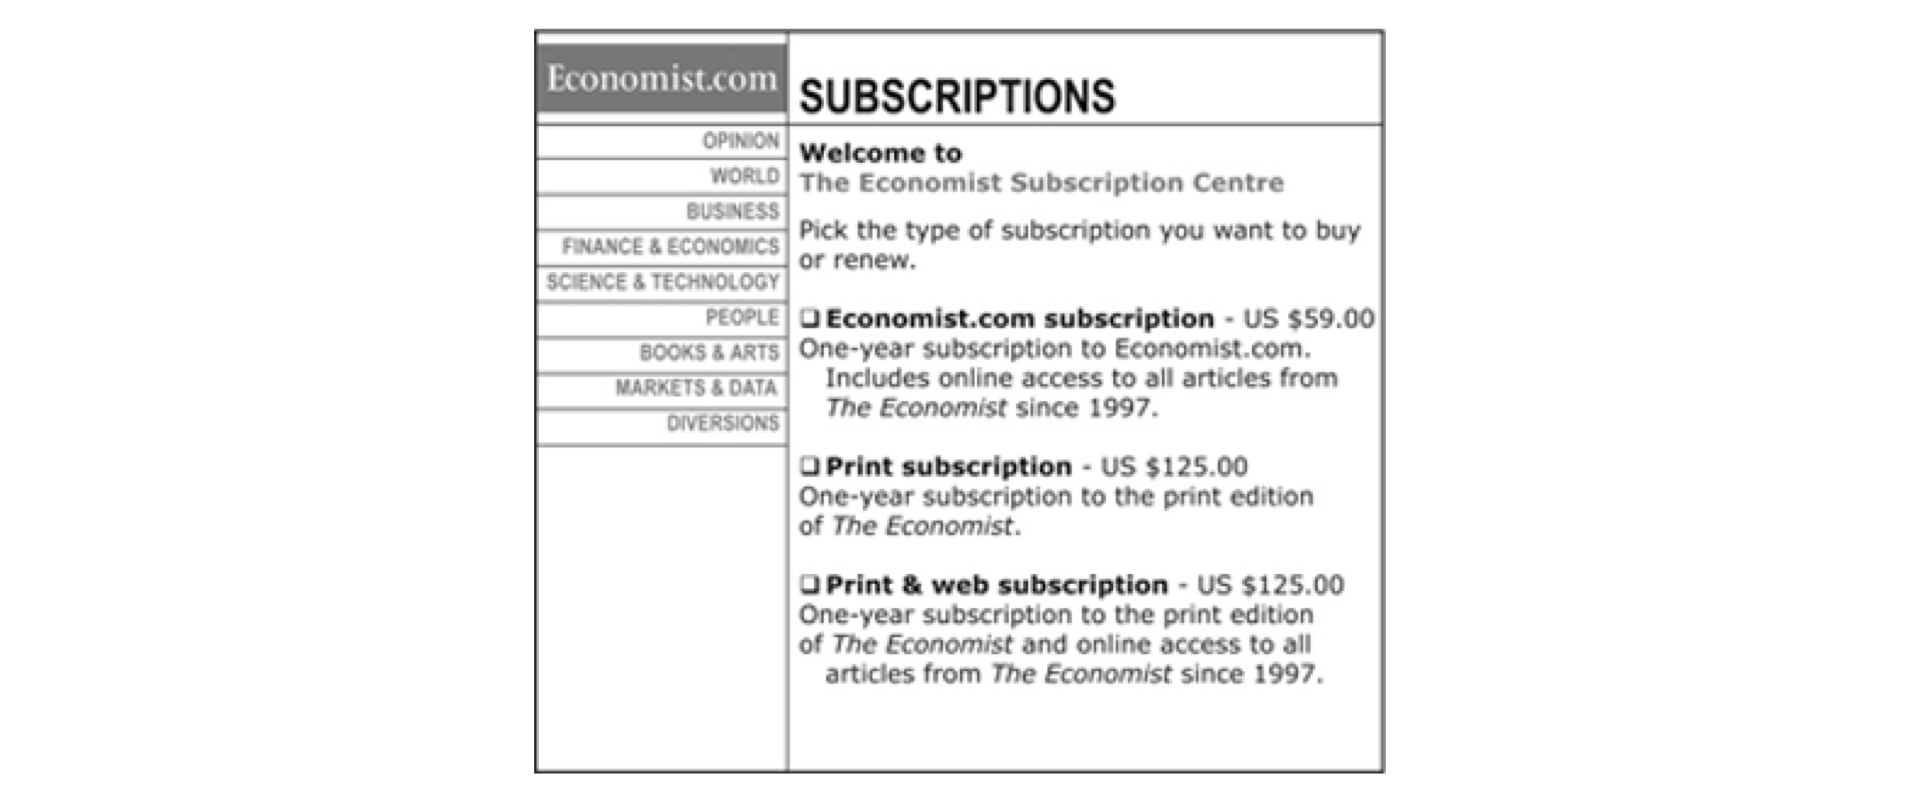 Economist.com
SUBSCRIPTIONS
OPINION
WORLD
BUSINESS
FINANCE & ECONOMICS
SCIENCE & TECHNOLOGY
PEOPLE
BOOKS & ARTS
MARKETS & DATA
DIVERSIONS
Welcome to
The Economist Subscription Centre
Pick the type of subscription you want to buy
or renew.
❏ Economist.com subscription - US $59.00
One-year subscription to Economist.com.
Includes online access to all articles from
The Economist since 1997.
❏ Print subscription - US $125.00
One-year subscription to the print edition
of The Economist.
❏ Print & web subscription - US $125.00
One-year subscription to the print edition
of The Economist and online access to all
articles from The Economist since 1997.